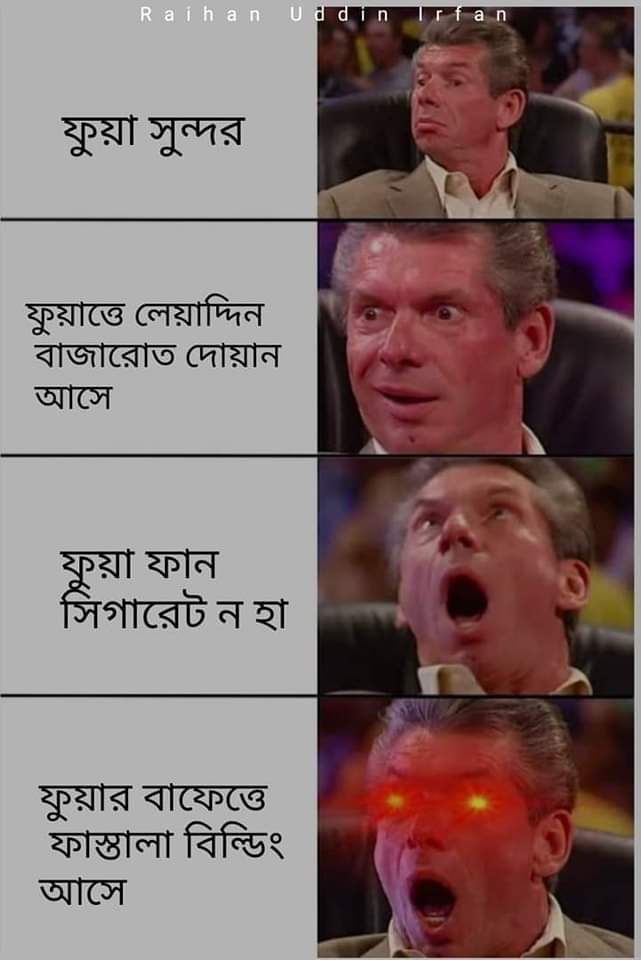 Raihan Uddin Irfan
ফুয়া সুন্দর
ফুয়াত্তে লেয়াদ্দিন
বাজারোত দোয়ান
আসে
ফুয়া ফান
সিগারেট ন হা
ফুয়ার বাফেত্তে
ফাস্তালা বিল্ডিং
আসে